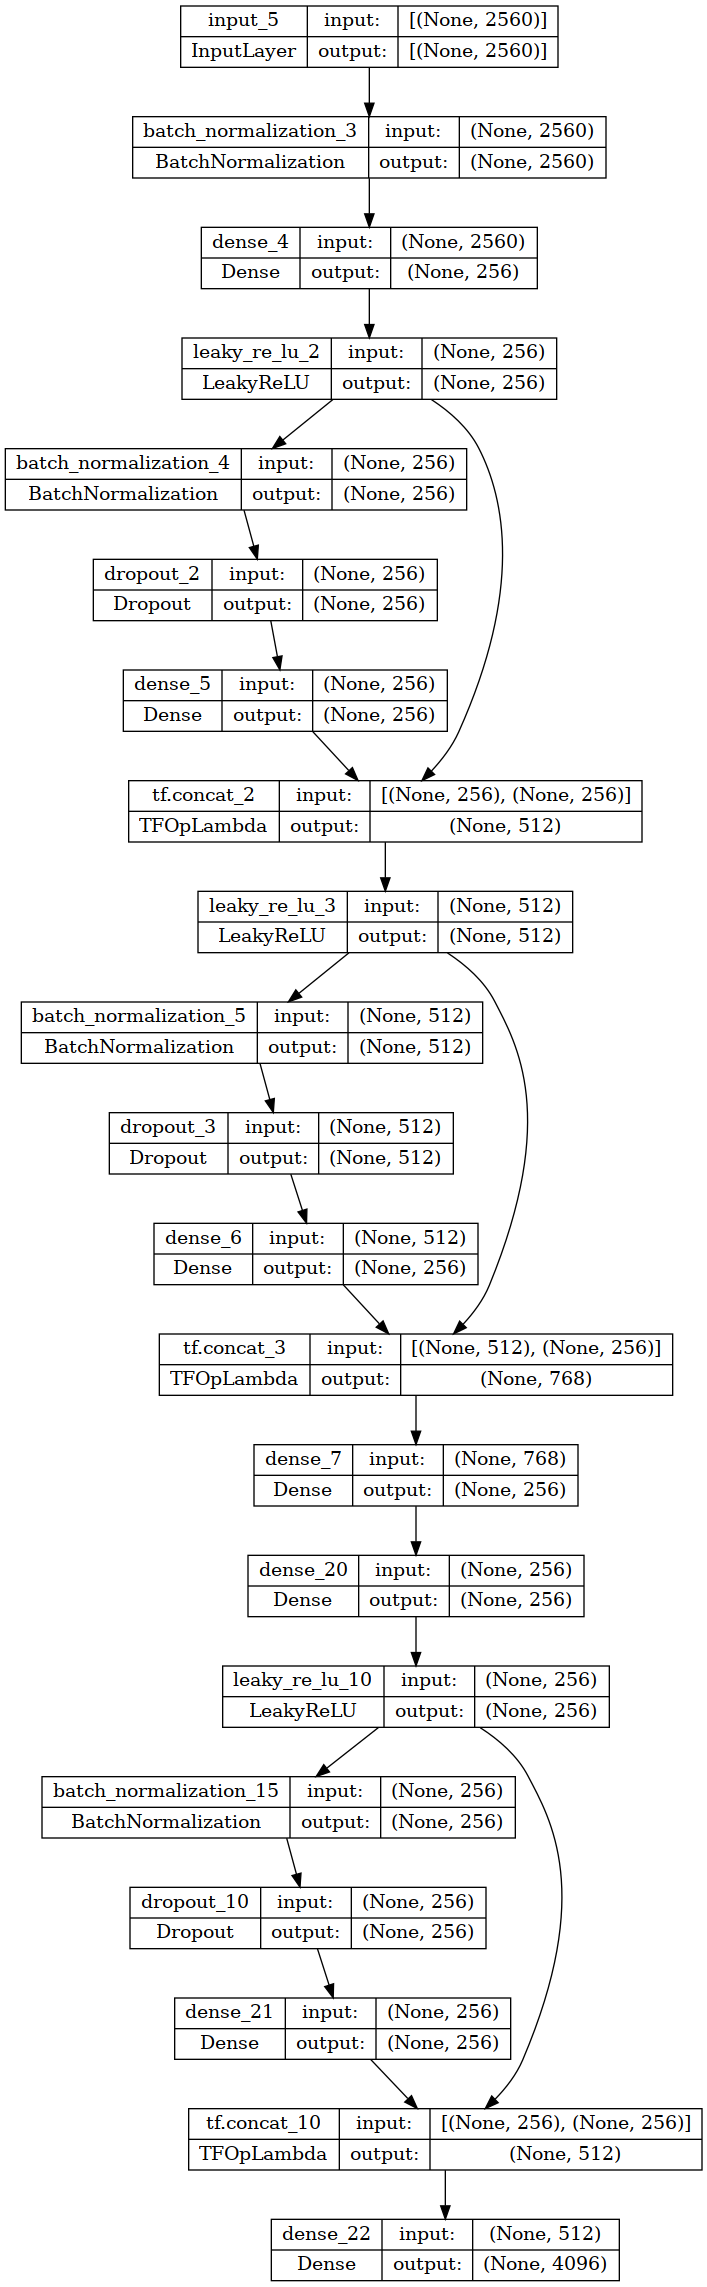 input_5 input: [(None, 2560)]
InputLayer output: [(None, 2560)]
batch_normalization_3 input: (None, 2560)
BatchNormalization output: (None, 2560)
dense_4 input: (None, 2560)
Dense output: (None, 256)
leaky_re_lu_2 input: (None, 256)
LeakyReLU output: (None, 256)
batch_normalization_4 input: (None, 256)
BatchNormalization output: (None, 256)
dropout_2 input: (None, 256)
Dropout output: (None, 256)
dense_5 input: (None, 256)
Dense output: (None, 256)
tf.concat_2 input: [(None, 256), (None, 256)]
TFOpLambda output: (None, 512)
leaky_re_lu_3 input: (None, 512)
LeakyReLU output: (None, 512)
batch_normalization_5 input: (None, 512)
BatchNormalization output: (None, 512)
dropout_3 input: (None, 512)
Dropout output: (None, 512)
dense_6 input: (None, 512)
Dense output: (None, 256)
tf.concat_3 input: [(None, 512), (None, 256)]
TFOpLambda output: (None, 768)
dense_7 input: (None, 768)
Dense output: (None, 256)
dense_20 input: (None, 256)
Dense output: (None, 256)
leaky_re_lu_10 input: (None, 256)
LeakyReLU output: (None, 256)
batch_normalization_15 input: (None, 256)
BatchNormalization output: (None, 256)
dropout_10 input: (None, 256)
Dropout output: (None, 256)
dense_21 input: (None, 256)
Dense output: (None, 256)
tf.concat_10 input: [(None, 256), (None, 256)]
TFOpLambda output: (None, 512)
dense_22 input: (None, 512)
Dense output: (None, 4096)